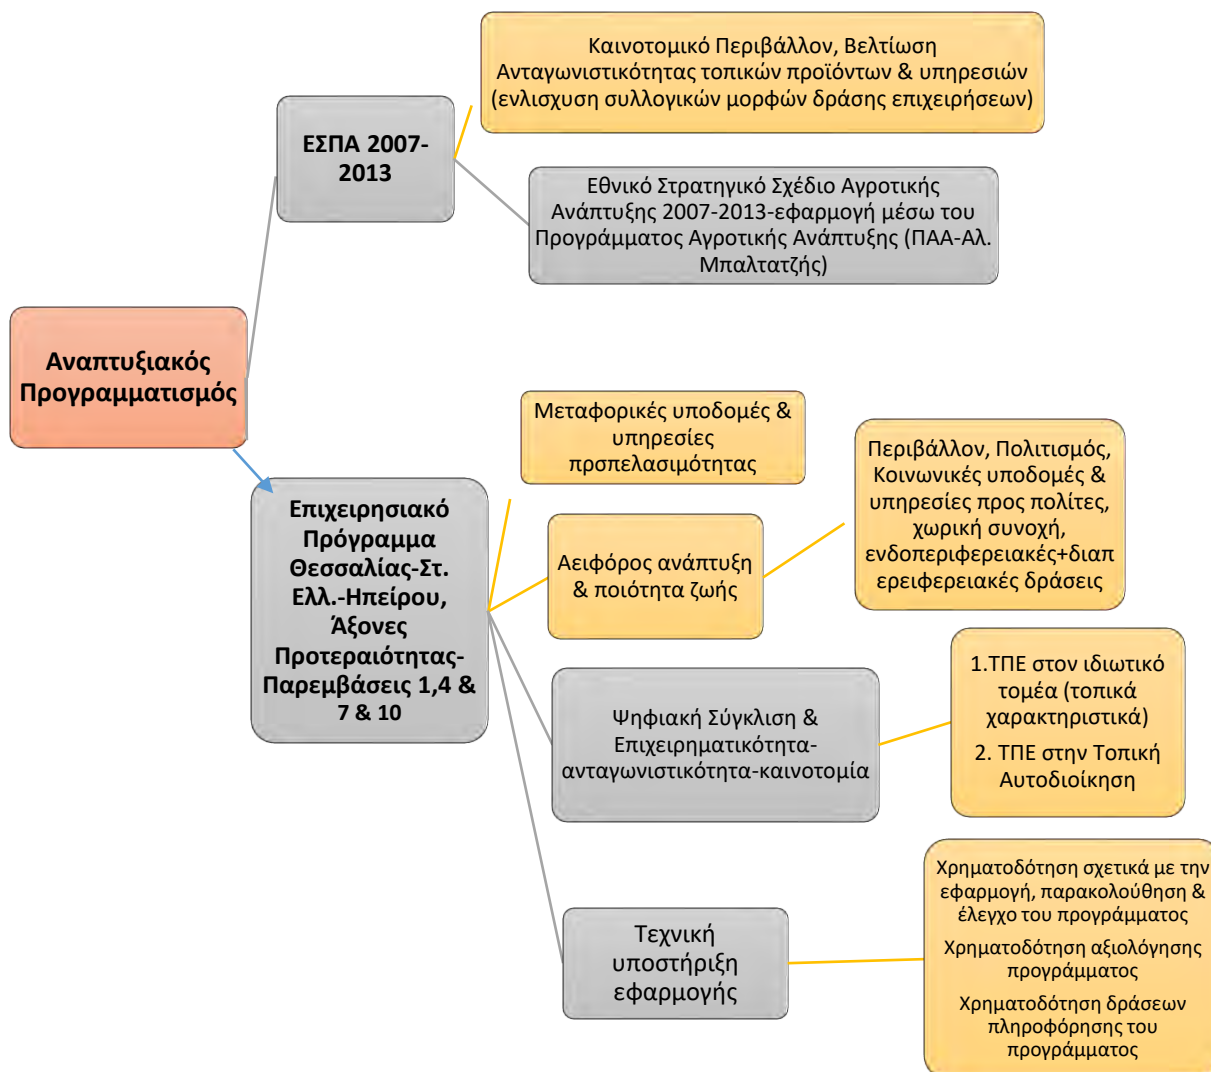 Καινοτομικό Περιβάλλον, Βελτίωση
Ανταγωνιστικότητας τοπικών προϊόντων & υπηρεσιών
(ενλισχυση συλλογικών μορφών δράσης επιχειρήσεων)
ΕΣΠΑ 2007-
2013
Εθνικό Στρατηγικό Σχέδιο Αγροτικής
Ανάπτυξης 2007-2013-εφαρμογή μέσω του
Προγράμματος Αγροτικής Ανάπτυξης (ΠΑΑ-Αλ.
Μπαλτατζής)
Αναπτυξιακός
Προγραμματισμός
Επιχειρησιακό
Πρόγραμμα
Θεσσαλίας-Στ.
Ελλ.-Ηπείρου,
Άξονες
Προτεραιότητας-
Παρεμβάσεις 1,4 &
7 & 10
Μεταφορικές υποδομές &
υπηρεσίες
πρσπελασιμότητας
Αειφόρος ανάπτυξη
& ποιότητα ζωής
Περιβάλλον, Πολιτισμός,
Κοινωνικές υποδομές &
υπηρεσίες προς πολίτες,
χωρική συνοχή,
ενδοπεριφερειακές+διαπ
ερειφερειακές δράσεις
Ψηφιακή Σύγκλιση &
Επιχειρηματικότητα-
ανταγωνιστικότητα-καινοτομία
1.ΤΠΕ στον ιδιωτικό
τομέα (τοπικά
χαρακτηριστικά)
2. ΤΠΕ στην Τοπική
Αυτοδιοίκηση
Τεχνική
υποστήριξη
εφαρμογής
Χρηματοδότηση σχετικά με την
εφαρμογή, παρακολούθηση &
έλεγχο του προγράμματος
Χρηματοδότηση αξιολόγησης
προγράμματος
Χρηματοδότηση δράσεων
πληροφόρησης του
προγράμματος